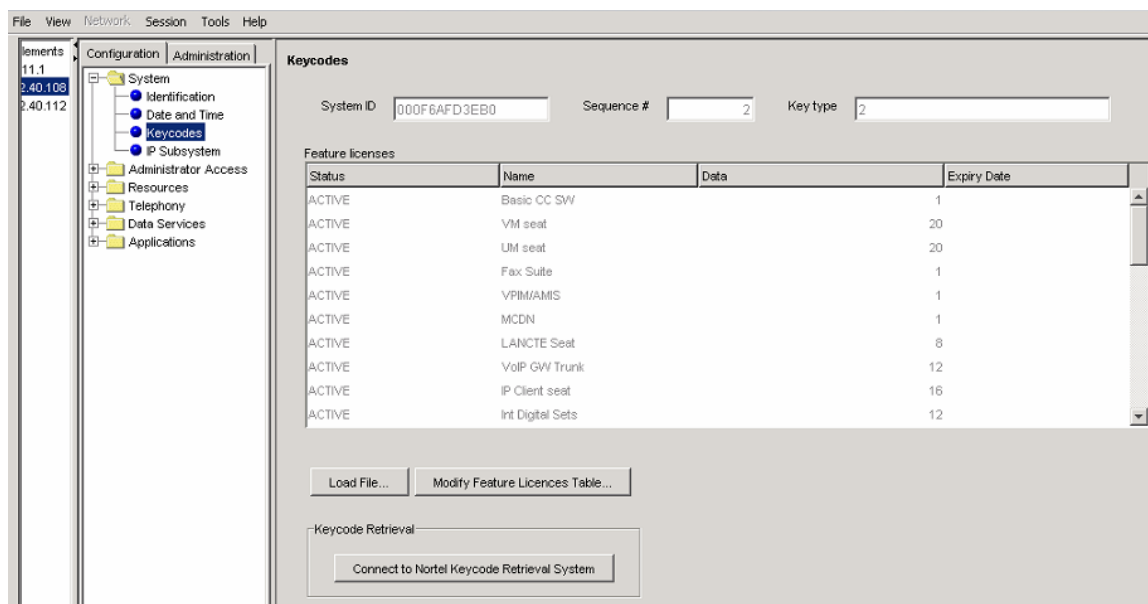 File View Network Session Tools Help
lements
11.1
2.40.108
2.40.112
Configuration Administration
System
Identification
Date and Time
Keycodes
IP Subsystem
Administrator Access
Resources
Telephony
Data Services
Applications
Keycodes
System ID 000F6AFD3EB0 Sequence # 2 Key type 2
Feature licenses
Status Name Data Expiry Date
ACTIVE Basic CC SW 1
ACTIVE VM seat 20
ACTIVE UM seat 20
ACTIVE Fax Suite 1
ACTIVE VPIM/AMIS 1
ACTIVE MCDN 1
ACTIVE LANCTE Seat 8
ACTIVE VoIP GW Trunk 12
ACTIVE IP Client seat 16
ACTIVE Int Digital Sets 12
Load File... Modify Feature Licences Table...
Keycode Retrieval
Connect to Nortel Keycode Retrieval System